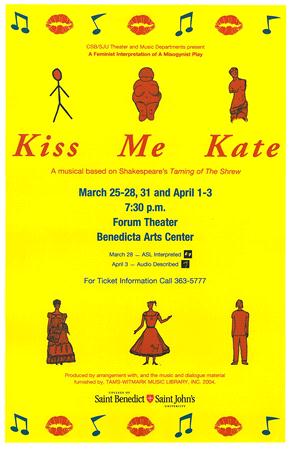 CSB/SJU Theater and Music Departments present
A Feminist Interpretation of A Misogynist Play
Kiss Me Kate
A musical based on Shakespeare's Taming of The Shrew
March 25-28, 31 and April 1-3
7:30 p.m.
Forum Theater
Benedicta Arts Center
March 28 — ASL Interpreted
April 3 — Audio Described
For Ticket Information Call 363-5777
Produced by arrangement with, and the music and dialogue material
furnished by, TAMS-WITMARK MUSIC LIBRARY, INC. 2004.
COLLEGE OF
Saint Benedict Saint John's
UNIVERSITY